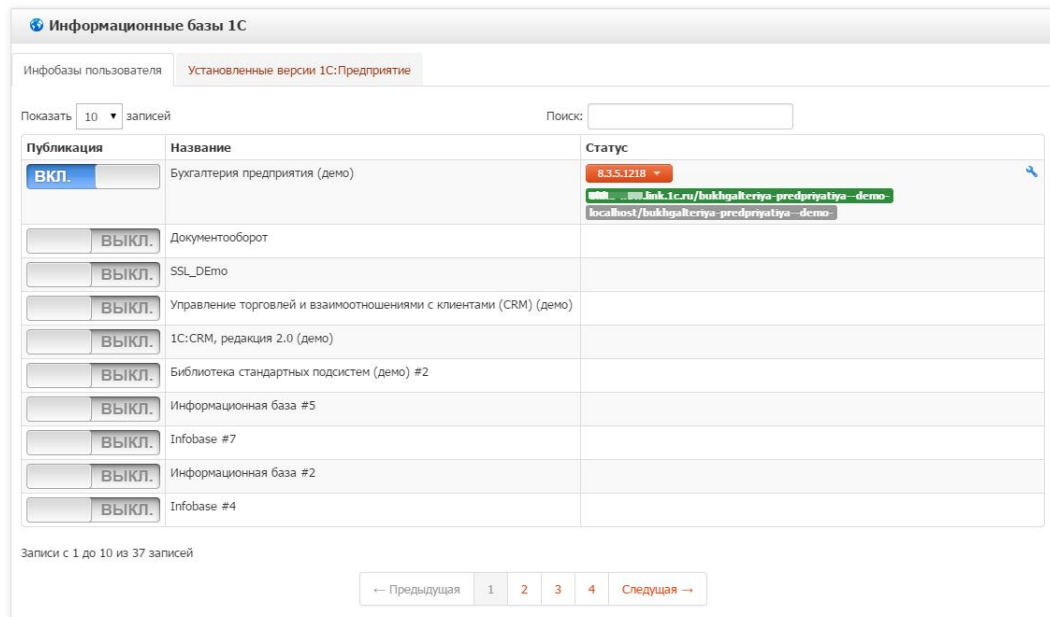 Информационные базы 1С
Инфобазы пользователя Установленные версии 1С:Предприятие
Показать 10 записей Поиск:
Публикация Название Статус
ВКЛ. Бухгалтерия предприятия (демо) 8.3.5.1218
.link.1c.ru/bukhgalteriya-predpriyatiya--demo-
localhost/bukhgalteriya-predpriyatiya--demo-
ВЫКЛ. Документооборот
ВЫКЛ. SSL_DEmo
ВЫКЛ. Управление торговлей и взаимоотношениями с клиентами (CRM) (демо)
ВЫКЛ. 1С:CRM, редакция 2.0 (демо)
ВЫКЛ. Библиотека стандартных подсистем (демо) #2
ВЫКЛ. Информационная база #5
ВЫКЛ. Infobase #7
ВЫКЛ. Информационная база #2
ВЫКЛ. Infobase #4
Записи с 1 до 10 из 37 записей
← Предыдущая 1 2 3 4 Следущая →